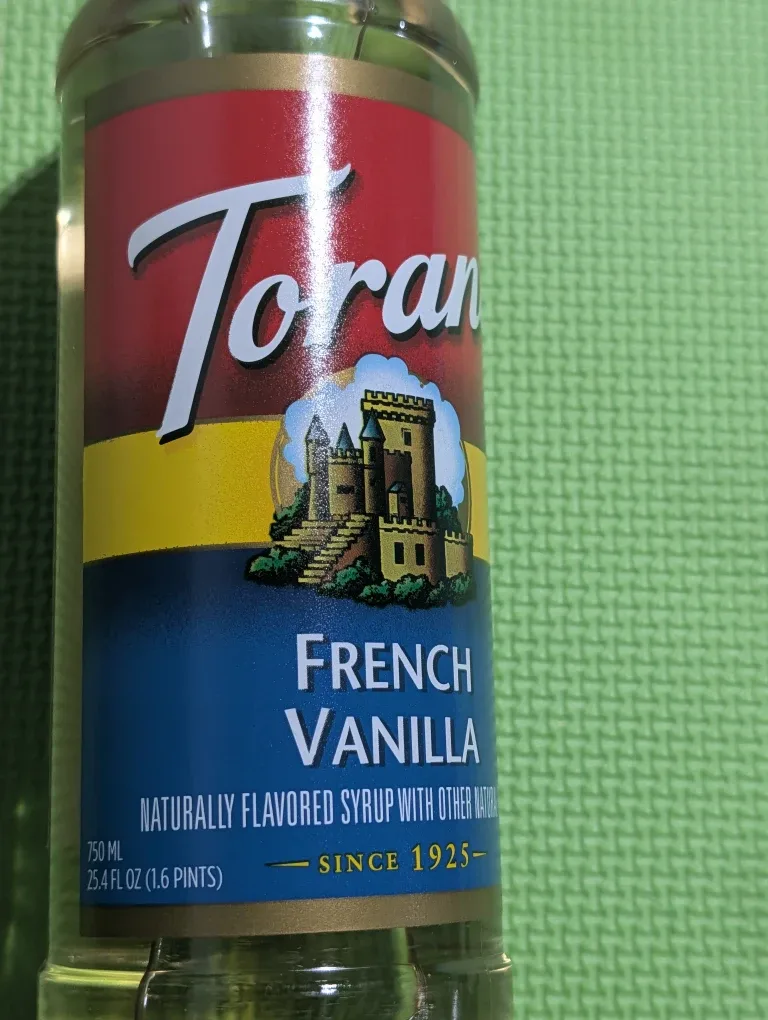 Toran
FRENCH
VANILLA
NATURALLY FLAVORED SYRUP WITH OTHER NATURA
750 ML
25.4 FL OZ (1.6 PINTS)
SINCE 1925